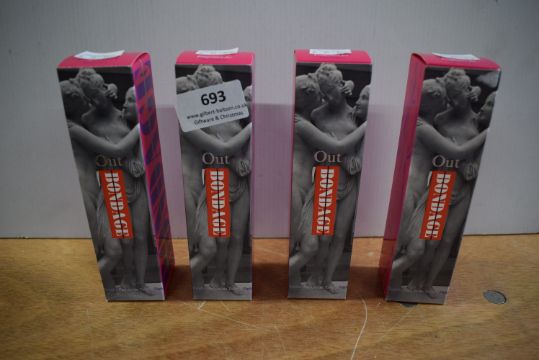 Out
BONDAGE
693
www.gilbert-baitson.co.uk
Giftware & Christmas
Out
BONDAGE
Out
BONDAGE
Out
BONDAGE